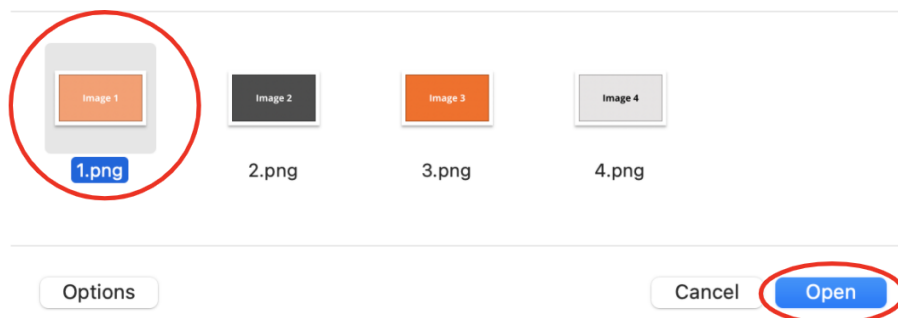 Image 1
Image 2
Image 3
Image 4
1.png
2.png
3.png
4.png
Options
Cancel
Open